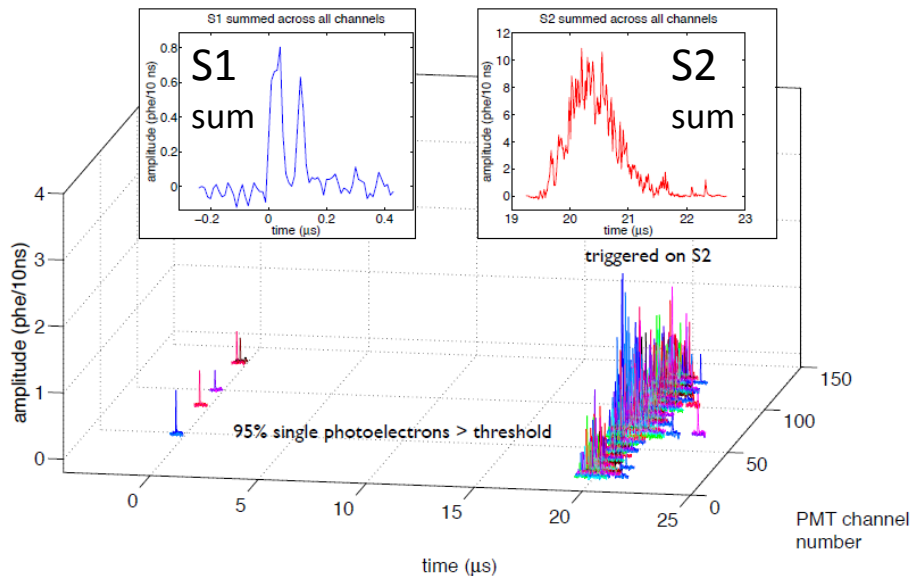 S1 summed across all channels
S1
sum
amplitude (phe/10 ns)
0.8
0.6
0.4
0.2
0
−0.2
0
0.2
0.4
time (μs)
S2 summed across all channels
S2
sum
amplitude (phe/10 ns)
12
10
8
6
4
2
0
19
20
21
22
23
time (μs)
triggered on S2
95% single photoelectrons > threshold
amplitude (phe/10ns)
4
3
2
1
0
0
5
10
15
20
25
time (μs)
0
50
100
150
PMT channel
number